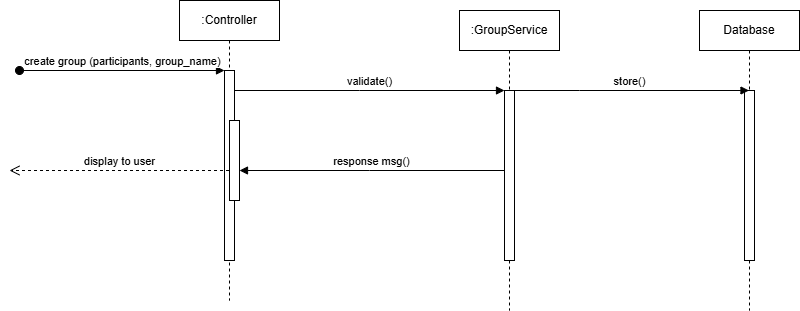 :Controller
:GroupService
Database
create group (participants, group_name)
validate()
store()
display to user
response msg()